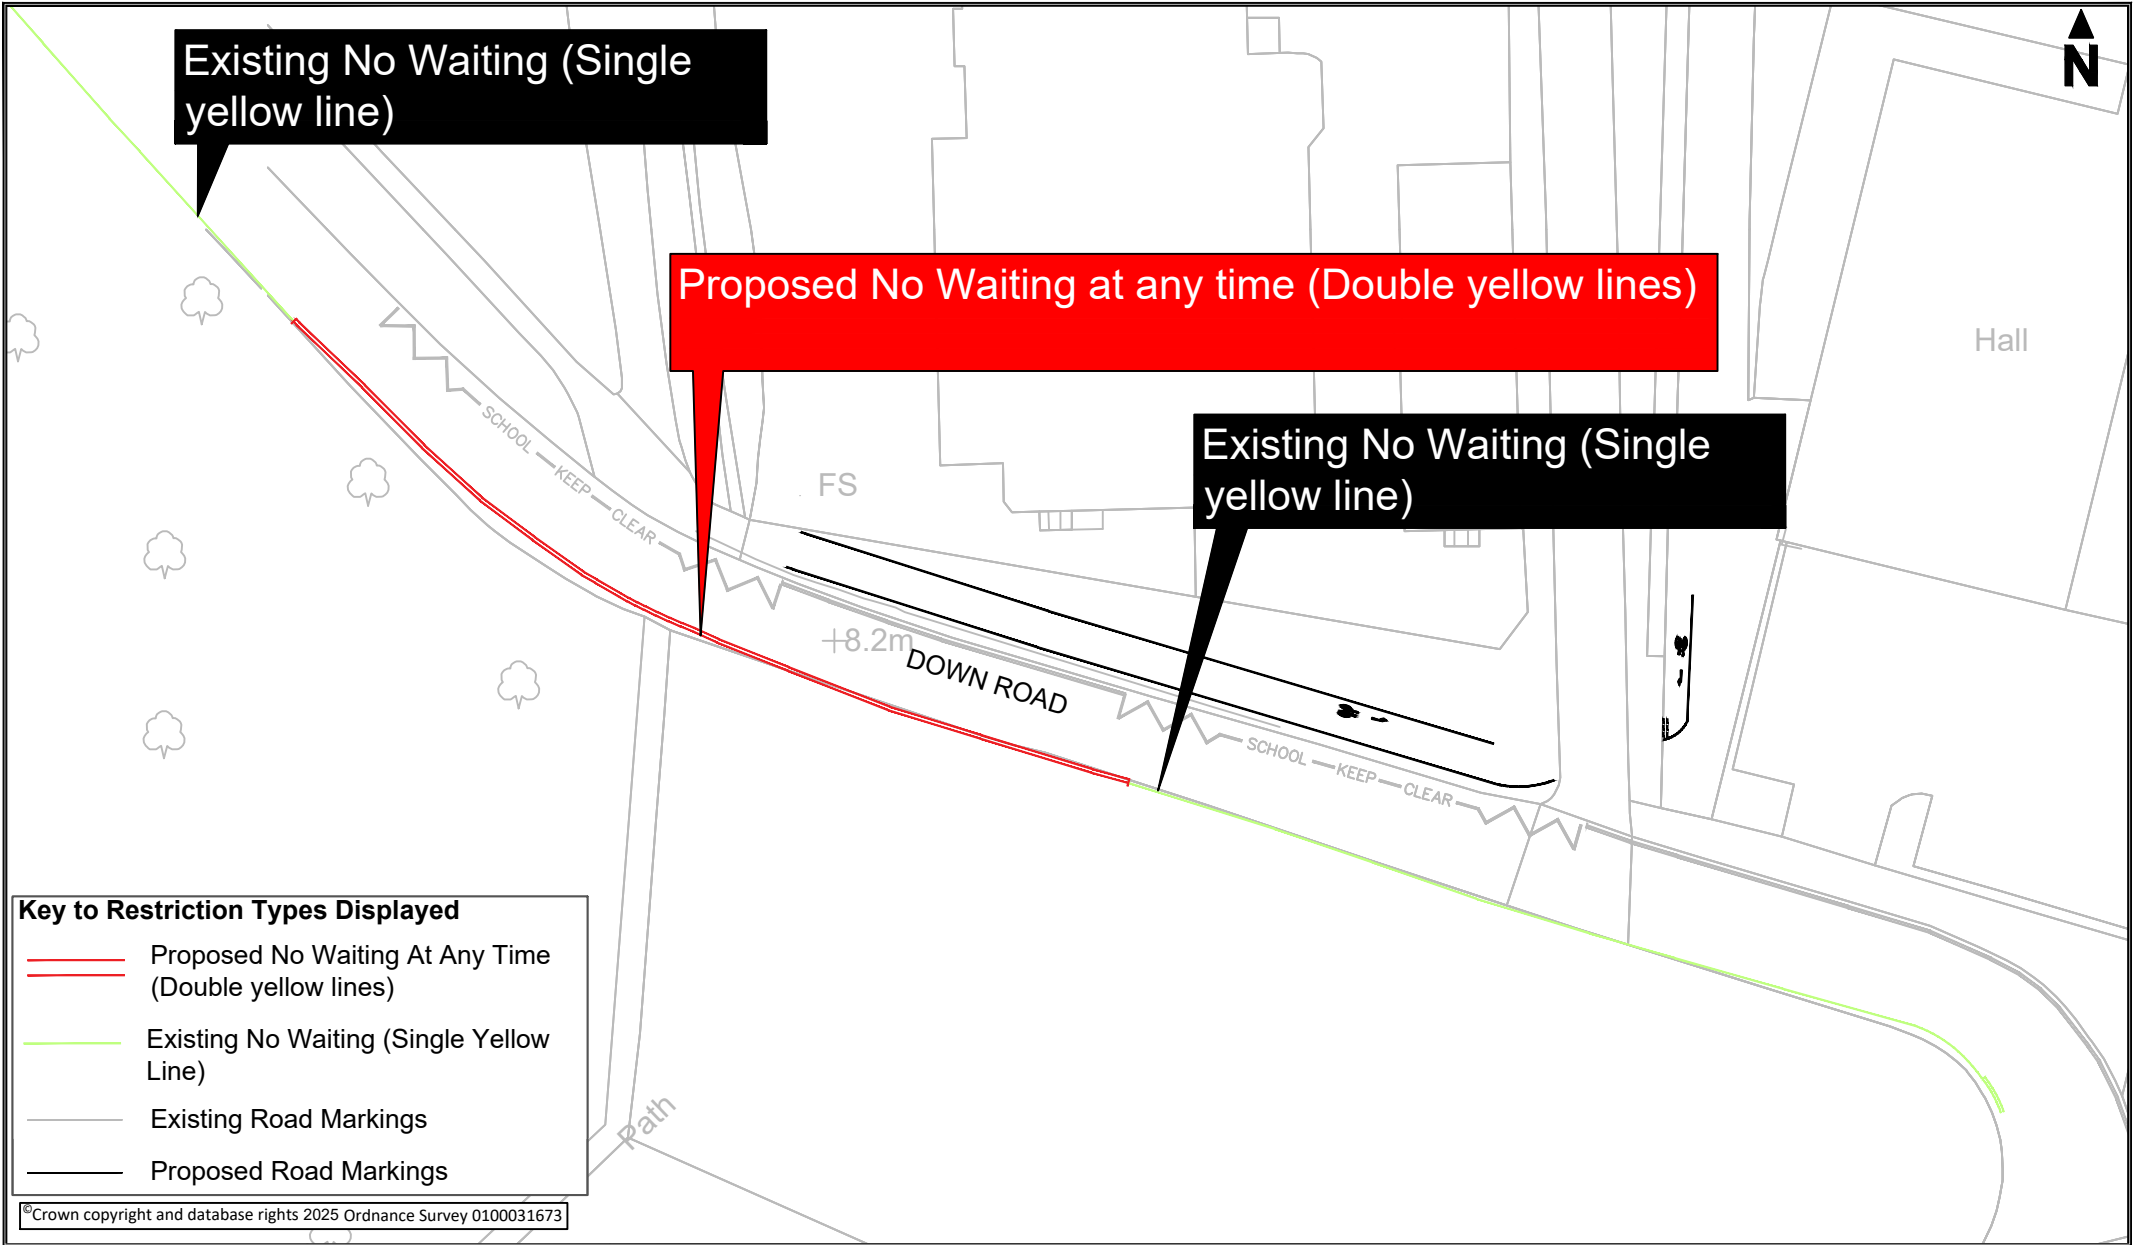 Existing No Waiting (Single
yellow line)
N
Proposed No Waiting at any time (Double yellow lines)
Hall
Existing No Waiting (Single
yellow line)
SCHOOL KEEP CLEAR
FS
8.2m
DOWN ROAD
SCHOOL KEEP CLEAR
Key to Restriction Types Displayed
Proposed No Waiting At Any Time
(Double yellow lines)
Existing No Waiting (Single Yellow
Line)
Existing Road Markings
Proposed Road Markings
Path
©Crown copyright and database rights 2025 Ordnance Survey 0100031673